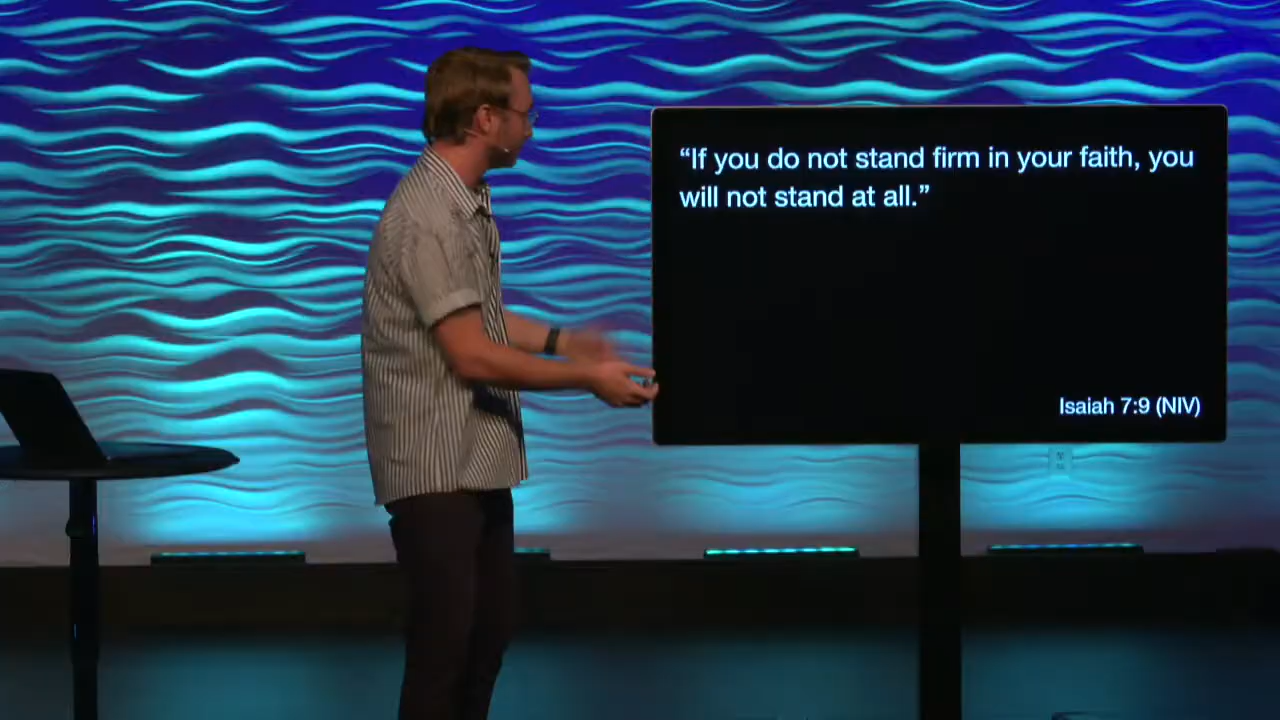 “If you do not stand firm in your faith, you
will not stand at all.”
Isaiah 7:9 (NIV)